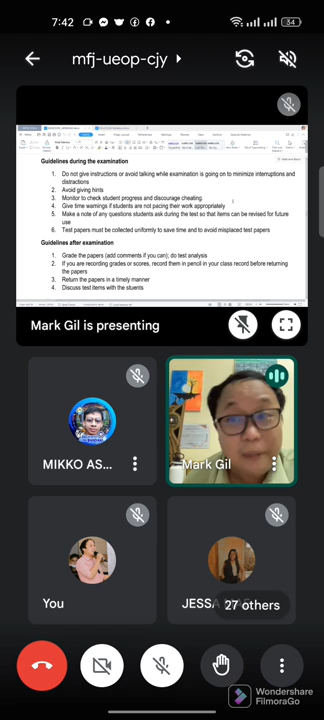 7:42
34
mfj-ueop-cjy
Guidelines during the examination
1. Do not give instructions or avoid talking while examination is going on to minimize interruptions and
distractions
2. Avoid giving hints
3. Monitor to check student progress and discourage cheating.
4. Give time warnings if students are not pacing their work appropriately
5. Make a note of any questions students ask during the test so that items can be revised for future
use
6. Test papers must be collected uniformly to save time and to avoid misplaced test papers
Guidelines after examination
1. Grade the papers (add comments if you can); do test analysis
2. If you are recording grades or scores, record them in pencil in your class record before returning
the papers
3. Return the papers in a timely manner
4. Discuss test items with the stuents
Mark Gil is presenting
MIKKO AS...
Mark Gil
You
JESSA
27 others
Wondershare
FilmoraGo